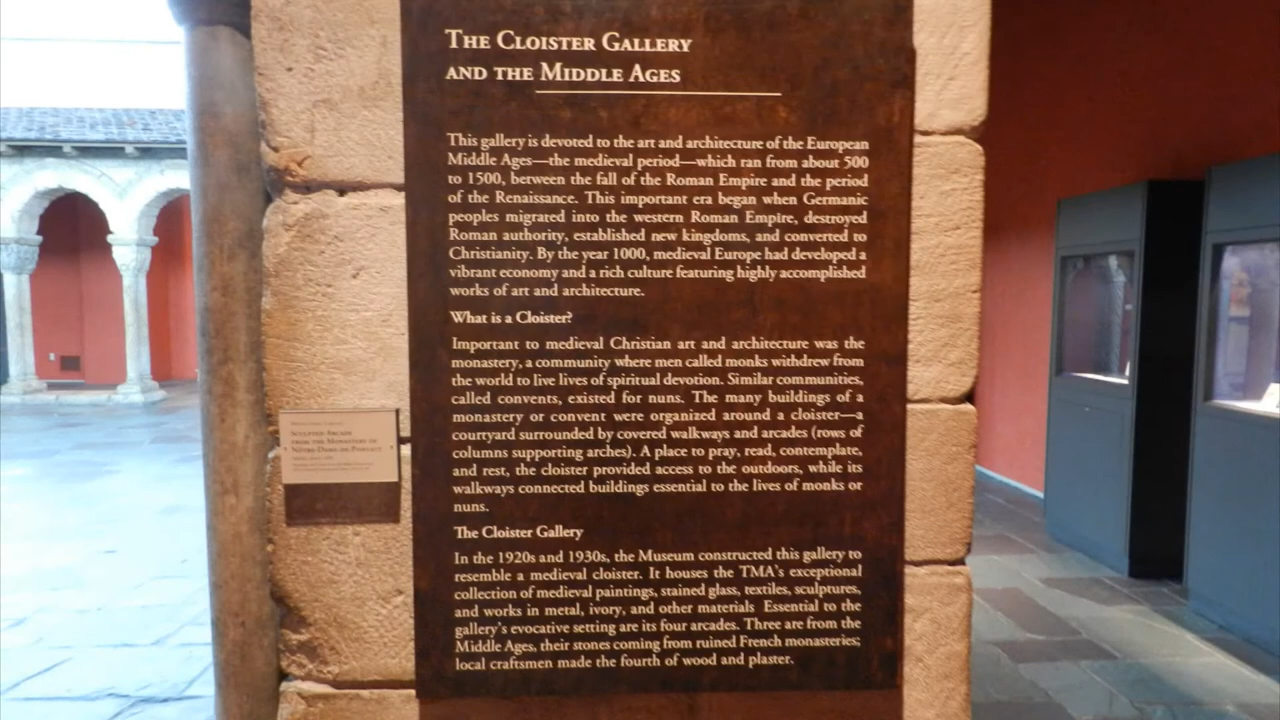 THE CLOISTER GALLERY
AND THE MIDDLE AGES
This gallery is devoted to the art and architecture of the European
Middle Ages—the medieval period—which ran from about 500
to 1500, between the fall of the Roman Empire and the period
of the Renaissance. This important era began when Germanic
peoples migrated into the western Roman Empire, destroyed
Roman authority, established new kingdoms, and converted to
Christianity. By the year 1000, medieval Europe had developed a
vibrant economy and a rich culture featuring highly accomplished
works of art and architecture.
What is a Cloister?
Important to medieval Christian art and architecture was the
monastery, a community where men called monks withdrew from
the world to live lives of spiritual devotion. Similar communities,
called convents, existed for nuns. The many buildings of a
monastery or convent were organized around a cloister—a
courtyard surrounded by covered walkways and arcades (rows of
columns supporting arches). A place to pray, read, contemplate,
and rest, the cloister provided access to the outdoors, while its
walkways connected buildings essential to the lives of monks or
nuns.
The Cloister Gallery
In the 1920s and 1930s, the Museum constructed this gallery to
resemble a medieval cloister. It houses the TMA's exceptional
collection of medieval paintings, stained glass, textiles, sculptures,
and works in metal, ivory, and other materials Essential to the
gallery's evocative setting are its four arcades. Three are from the
Middle Ages, their stones coming from ruined French monasteries;
local craftsmen made the fourth of wood and plaster.
SCULPTED ARCADE
FROM THE MONASTERY OF
NOTRE-DAME-DE-PONTAUT